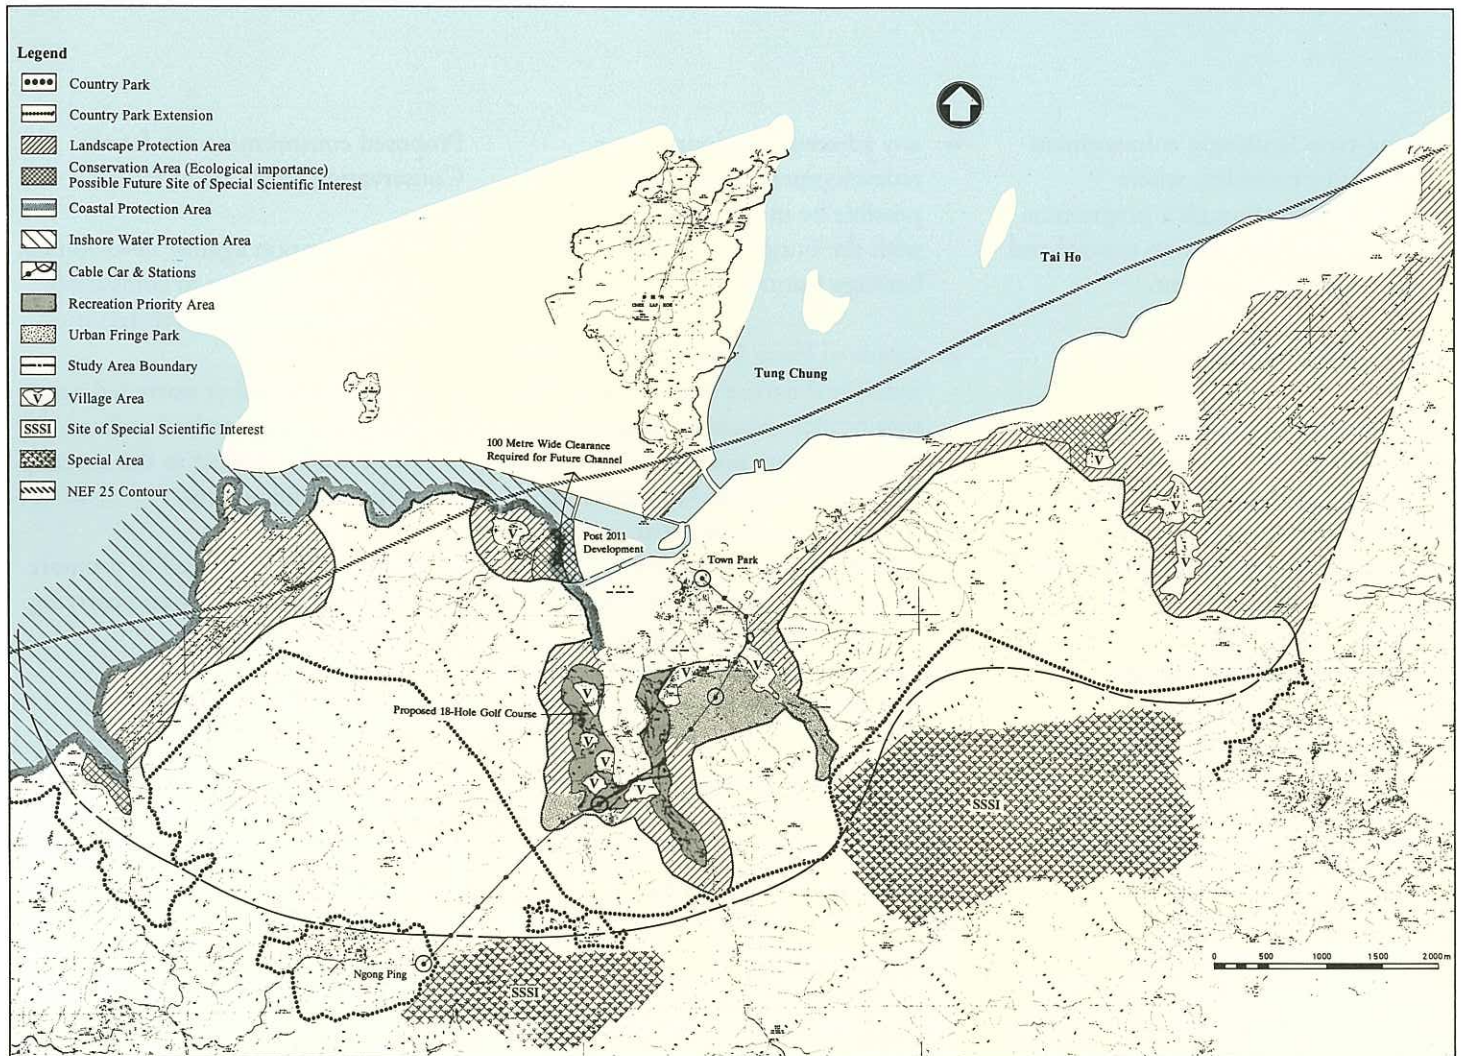 Legend
Country Park
Country Park Extension
Landscape Protection Area
Conservation Area (Ecological importance)
Possible Future Site of Special Scientific Interest
Coastal Protection Area
Inshore Water Protection Area
Cable Car & Stations
Recreation Priority Area
Urban Fringe Park
Study Area Boundary
V Village Area
SSSI Site of Special Scientific Interest
Special Area
NEF 25 Contour
Tai Ho
Tung Chung
100 Metre Wide Clearance
Required for Future Channel
Post 2011
Development
Town Park
V
V
V
V
V
V
V
Proposed 18-Hole Golf Course
V
V
V
V
V
SSSI
Ngong Ping
SSSI
0 500 1000 1500 2000m